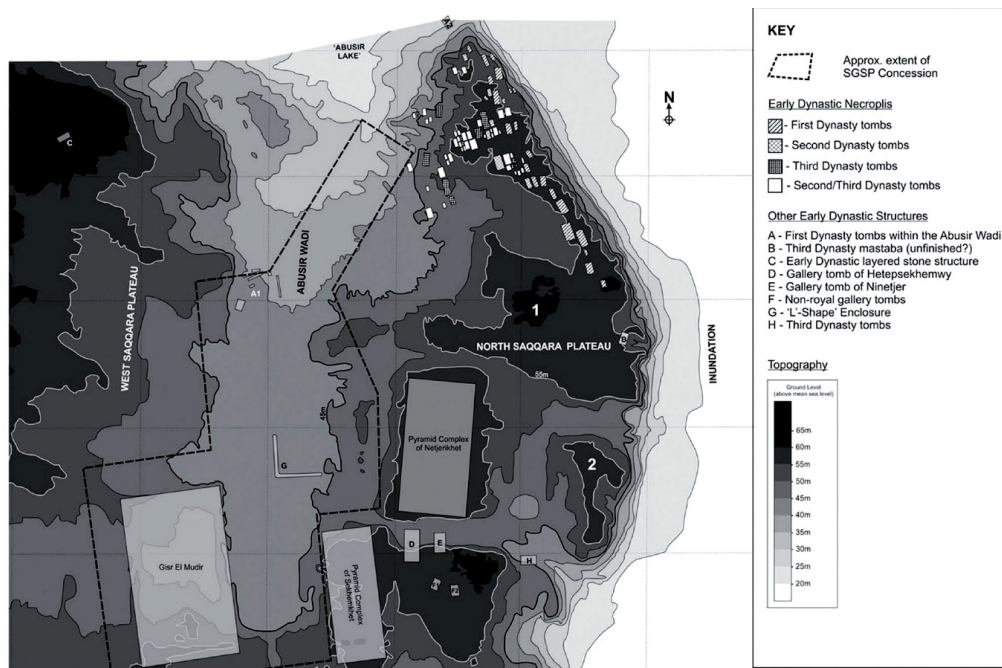 'ABUSIR
LAKE'
A2
C
N
WEST SAQQARA PLATEAU
ABUSIR WADI
A1
1
NORTH SAQQARA PLATEAU
B
INUNDATION
55m
45m
Pyramid Complex
of Netjerikhet
G
2
D
E
H
Gisr El Mudir
Pyramid Complex
of Sekhemkhet
KEY
Approx. extent of
SGSP Concession
Early Dynastic Necroplis
- First Dynasty tombs
- Second Dynasty tombs
- Third Dynasty tombs
- Second/Third Dynasty tombs
Other Early Dynastic Structures
A - First Dynasty tombs within the Abusir Wadi
B - Third Dynasty mastaba (unfinished?)
C - Early Dynastic layered stone structure
D - Gallery tomb of Hetepsekhemwy
E - Gallery tomb of Ninetjer
F - Non-royal gallery tombs
G - 'L'-Shape' Enclosure
H - Third Dynasty tombs
Topography
Ground Level
(above mean sea level)
65m
60m
55m
50m
45m
40m
35m
30m
25m
20m